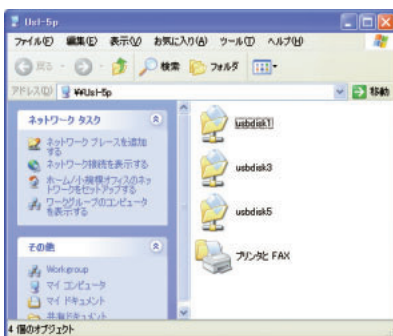 Usl-5p
ファイル(F) 編集(E) 表示(V) お気に入り(A) ツール(T) ヘルプ(H)
戻る 検索 フォルダ
アドレス(D) ¥¥Usl-5p 移動
ネットワーク タスク
ネットワーク プレースを追加
する
ネットワーク接続を表示する
ホーム/小規模オフィスのネッ
トワークをセットアップする
ワークグループのコンピュータ
を表示する
その他
Workgroup
マイ コンピュータ
マイ ドキュメント
共有ドキュメント
usbdisk1
usbdisk3
usbdisk5
プリンタと FAX
4 個のオブジェクト